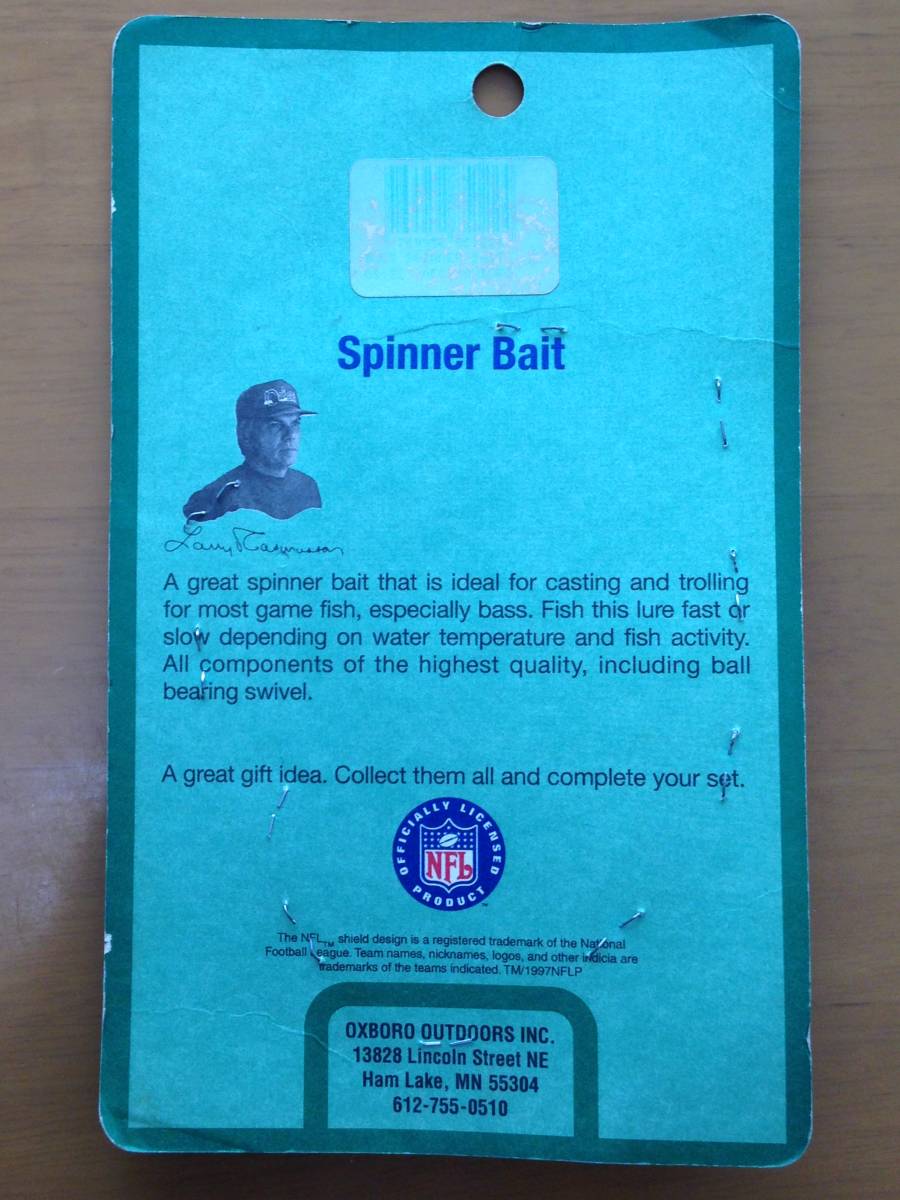 Spinner Bait
Larry Rasmussen
A great spinner bait that is ideal for casting and trolling
for most game fish, especially bass. Fish this lure fast or
slow depending on water temperature and fish activity.
All components of the highest quality, including ball
bearing swivel.
A great gift idea. Collect them all and complete your set.
OFFICIALLY LICENSED
NFL
PRODUCT
TM
The NFL TM shield design is a registered trademark of the National
Football League. Team names, nicknames, logos, and other indicia are
trademarks of the teams indicated. TM/1997NFLP
OXBORO OUTDOORS INC.
13828 Lincoln Street NE
Ham Lake, MN 55304
612-755-0510